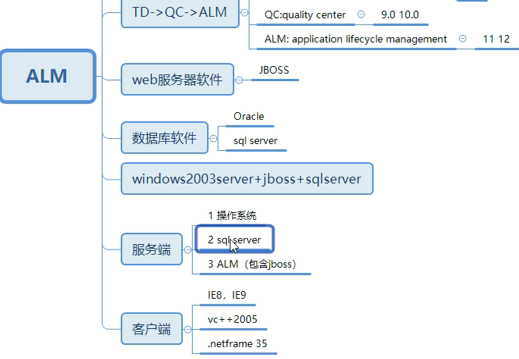 TD->QC->ALM
QC:quality center
9.0 10.0
ALM: application lifecycle management
11 12
ALM
web服务器软件
JBOSS
数据库软件
Oracle
sql server
windows2003server+jboss+sqlserver
服务端
1 操作系统
2 sql server
3 ALM（包含jboss）
客户端
IE8，IE9
vc++2005
.netframe 35